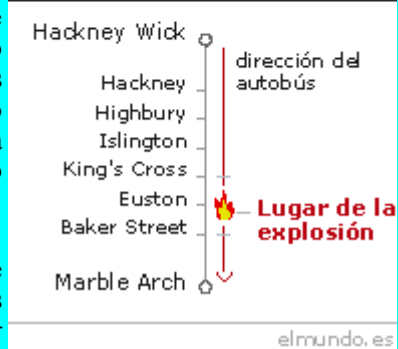 Hackney Wick
dirección del
autobús
Hackney
Highbury
Islington
King's Cross
Euston
Lugar de la
explosión
Baker Street
Marble Arch
elmundo.es